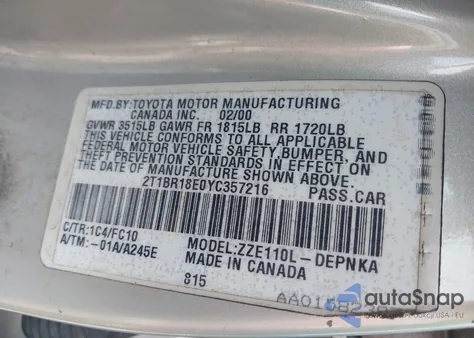 MFD.BY:TOYOTA MOTOR MANUFACTURING
CANADA INC. 02/00
GVWR 3515LB GAWR FR 1815LB RR 1720LB
THIS VEHICLE CONFORMS TO ALL APPLICABLE
FEDERAL MOTOR VEHICLE SAFETY, BUMPER, AND
THEFT PREVENTION STANDARDS IN EFFECT ON
THE DATE OF MANUFACTURE SHOWN ABOVE.
2T1BR18E0YC357216 PASS.CAR
C/TR:1C4/FC10 MODEL:ZZE110L-DEPNKA
A/TM:-01A/A245E MADE IN CANADA
815
autoSnap